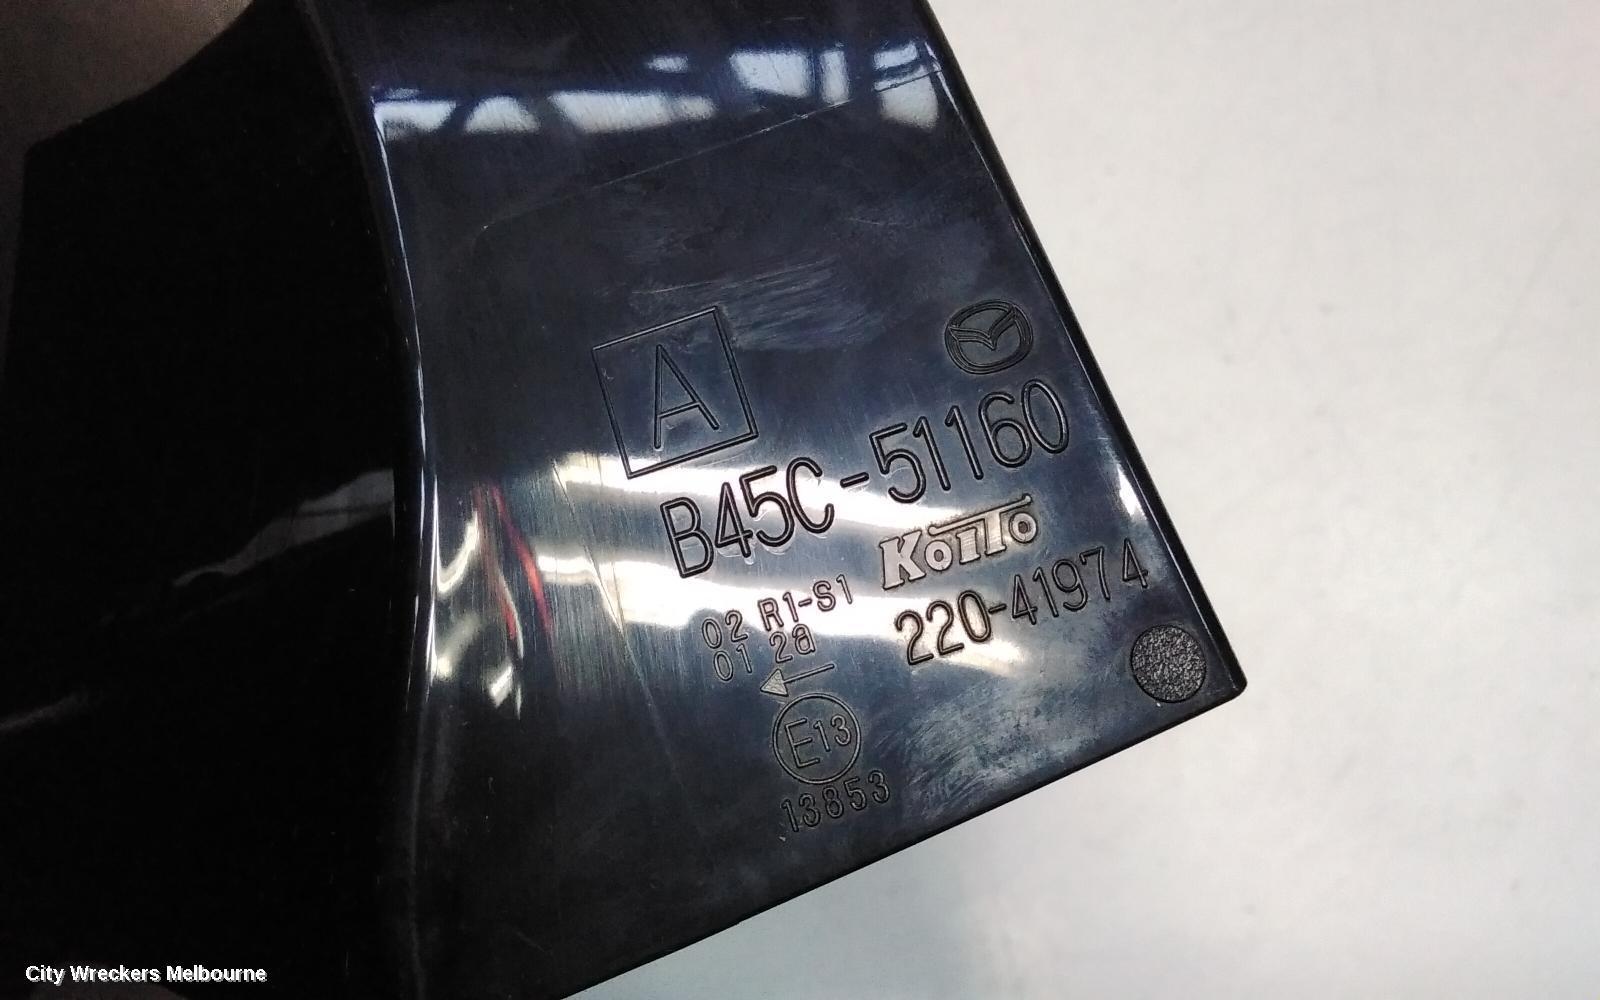 A
B45C-51160
KOITO
220-41974
02 R1-S1
01 2a
E13
13853
City Wreckers Melbourne